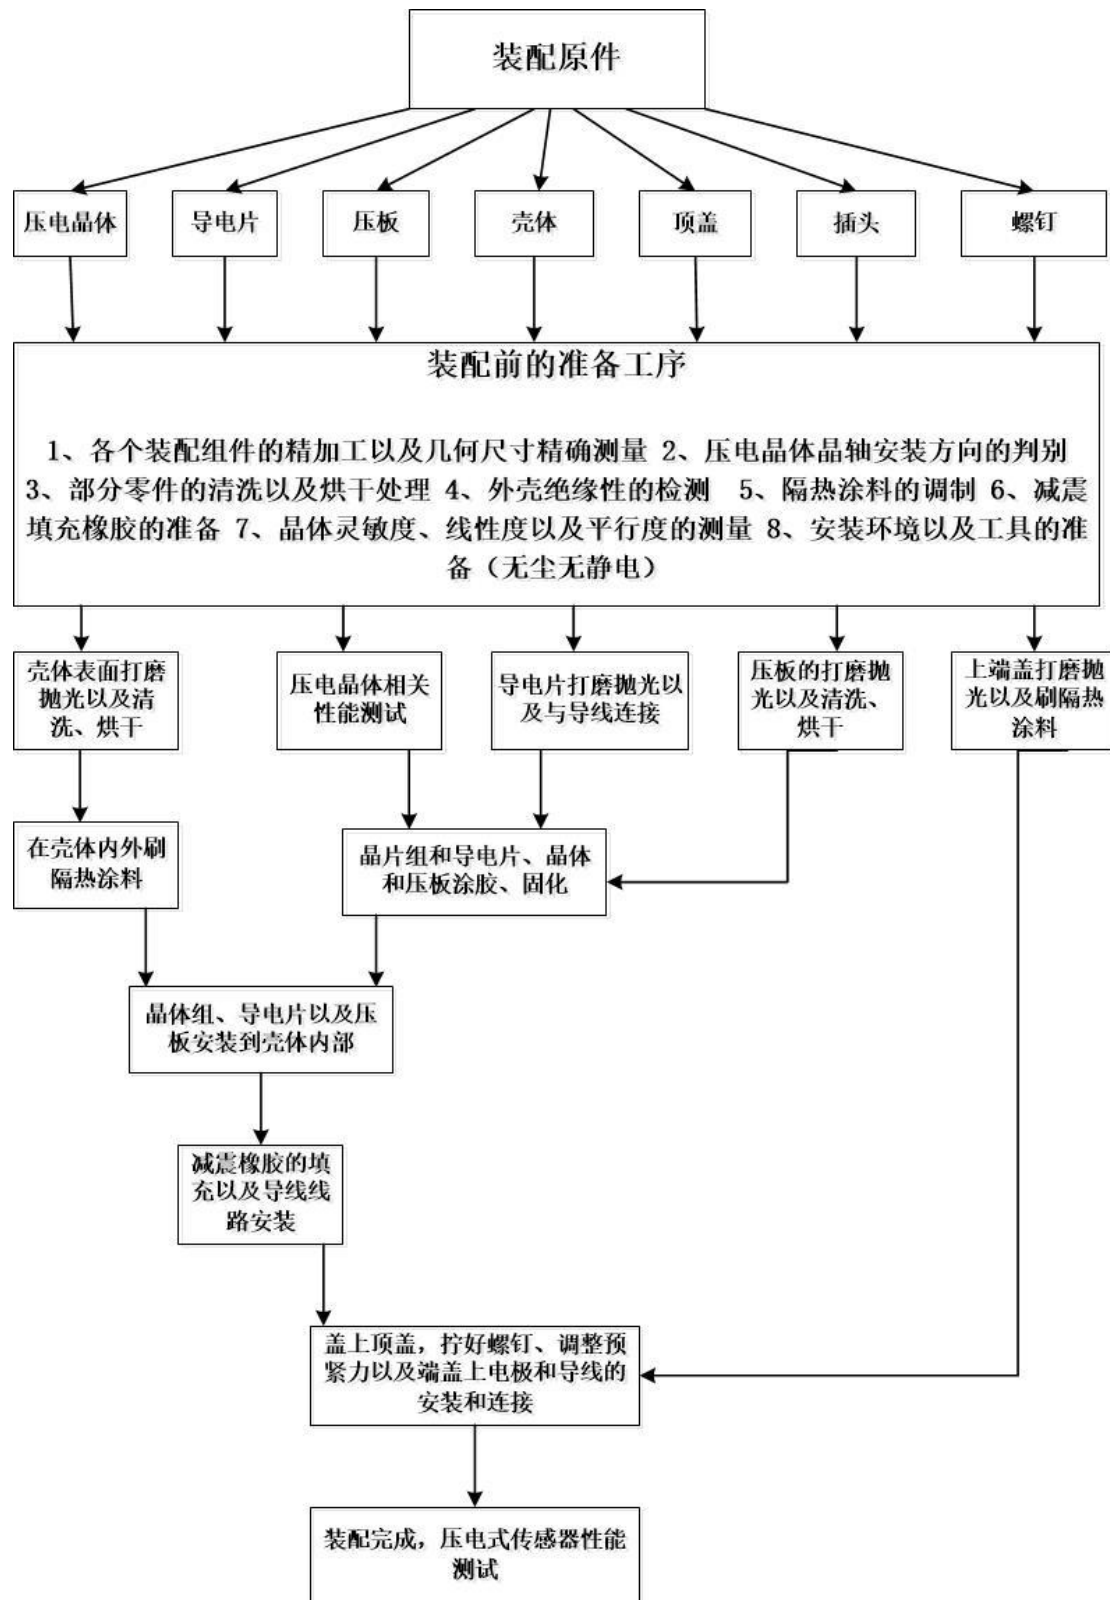 装配原件
压电晶体
导电片
压板
壳体
顶盖
插头
螺钉
装配前的准备工序
1、各个装配组件的精加工以及几何尺寸精确测量 2、压电晶体晶轴安装方向的判别
3、部分零件的清洗以及烘干处理 4、外壳绝缘性的检测 5、隔热涂料的调制 6、减震
填充橡胶的准备 7、晶体灵敏度、线性度以及平行度的测量 8、安装环境以及工具的准
备（无尘无静电）
壳体表面打磨
抛光以及清
洗、烘干
压电晶体相关
性能测试
导电片打磨抛光以
及与导线连接
压板的打磨抛
光以及清洗、
烘干
上端盖打磨抛
光以及刷隔热
涂料
在壳体内外刷
隔热涂料
晶片组和导电片、晶体
和压板涂胶、固化
晶体组、导电片以及压
板安装到壳体内部
减震橡胶的填
充以及导线线
路安装
盖上顶盖，拧好螺钉、调整预
紧力以及端盖上电极和导线的
安装和连接
装配完成，压电式传感器性能
测试